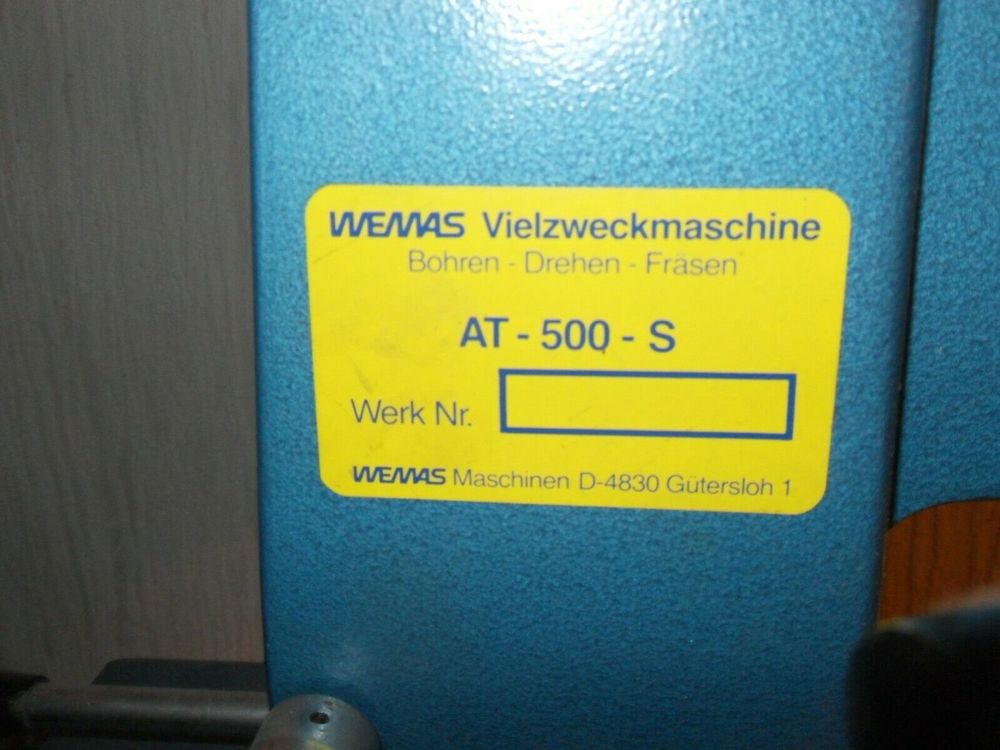 WEMAS Vielzweckmaschine
Bohren - Drehen - Fräsen
AT - 500 - S
Werk Nr.
WEMAS Maschinen D-4830 Gütersloh 1